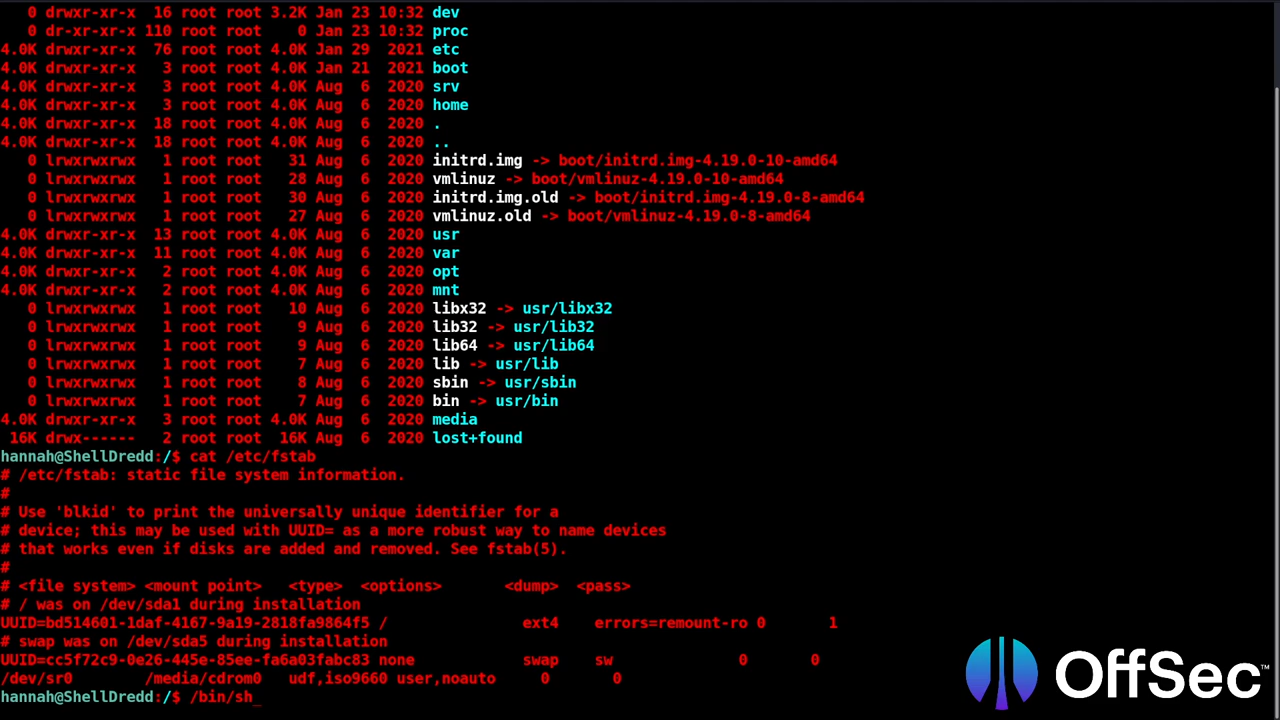 0 drwxr-xr-x 16 root root 3.2K Jan 23 10:32 dev
0 dr-xr-xr-x 110 root root 0 Jan 23 10:32 proc
4.0K drwxr-xr-x 76 root root 4.0K Jan 29 2021 etc
4.0K drwxr-xr-x 3 root root 4.0K Jan 21 2021 boot
4.0K drwxr-xr-x 3 root root 4.0K Aug 6 2020 srv
4.0K drwxr-xr-x 3 root root 4.0K Aug 6 2020 home
4.0K drwxr-xr-x 18 root root 4.0K Aug 6 2020 .
4.0K drwxr-xr-x 18 root root 4.0K Aug 6 2020 ..
0 lrwxrwxrwx 1 root root 31 Aug 6 2020 initrd.img -> boot/initrd.img-4.19.0-10-amd64
0 lrwxrwxrwx 1 root root 28 Aug 6 2020 vmlinuz -> boot/vmlinuz-4.19.0-10-amd64
0 lrwxrwxrwx 1 root root 30 Aug 6 2020 initrd.img.old -> boot/initrd.img-4.19.0-8-amd64
0 lrwxrwxrwx 1 root root 27 Aug 6 2020 vmlinuz.old -> boot/vmlinuz-4.19.0-8-amd64
4.0K drwxr-xr-x 13 root root 4.0K Aug 6 2020 usr
4.0K drwxr-xr-x 11 root root 4.0K Aug 6 2020 var
4.0K drwxr-xr-x 2 root root 4.0K Aug 6 2020 opt
4.0K drwxr-xr-x 2 root root 4.0K Aug 6 2020 mnt
0 lrwxrwxrwx 1 root root 10 Aug 6 2020 libx32 -> usr/libx32
0 lrwxrwxrwx 1 root root 9 Aug 6 2020 lib32 -> usr/lib32
0 lrwxrwxrwx 1 root root 9 Aug 6 2020 lib64 -> usr/lib64
0 lrwxrwxrwx 1 root root 7 Aug 6 2020 lib -> usr/lib
0 lrwxrwxrwx 1 root root 8 Aug 6 2020 sbin -> usr/sbin
0 lrwxrwxrwx 1 root root 7 Aug 6 2020 bin -> usr/bin
4.0K drwxr-xr-x 3 root root 4.0K Aug 6 2020 media
16K drwx------ 2 root root 16K Aug 6 2020 lost+found
hannah@ShellDredd:/$ cat /etc/fstab
# /etc/fstab: static file system information.
#
# Use 'blkid' to print the universally unique identifier for a
# device; this may be used with UUID= as a more robust way to name devices
# that works even if disks are added and removed. See fstab(5).
#
# <file system> <mount point> <type> <options> <dump> <pass>
# / was on /dev/sda1 during installation
UUID=bd514601-1daf-4167-9a19-2818fa9864f5 / ext4 errors=remount-ro 0 1
# swap was on /dev/sda5 during installation
UUID=cc5f72c9-0e26-445e-85ee-fa6a03fabc83 none swap sw 0 0
/dev/sr0 /media/cdrom0 udf,iso9660 user,noauto 0 0
hannah@ShellDredd:/$ /bin/sh_
OffSec™